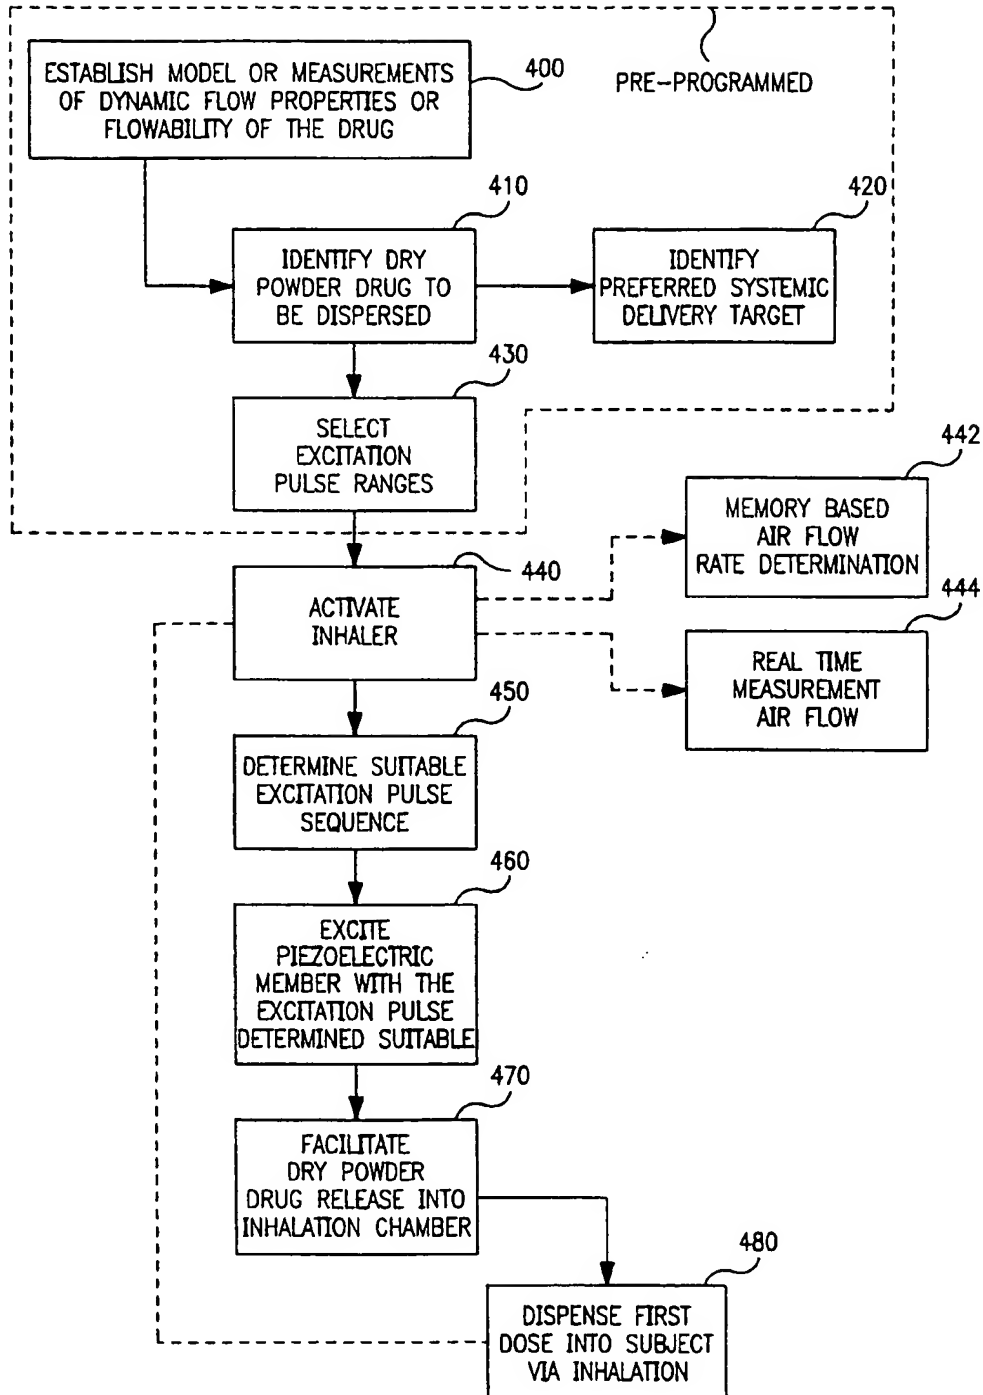 PRE-PROGRAMMED
400
ESTABLISH MODEL OR MEASUREMENTS
OF DYNAMIC FLOW PROPERTIES OR
FLOWABILITY OF THE DRUG
410
IDENTIFY DRY
POWDER DRUG TO
BE DISPERSED
420
IDENTIFY
PREFERRED SYSTEMIC
DELIVERY TARGET
430
SELECT
EXCITATION
PULSE RANGES
440
ACTIVATE
INHALER
442
MEMORY BASED
AIR FLOW
RATE DETERMINATION
444
REAL TIME
MEASUREMENT
AIR FLOW
450
DETERMINE SUITABLE
EXCITATION PULSE
SEQUENCE
460
EXCITE
PIEZOELECTRIC
MEMBER WITH THE
EXCITATION PULSE
DETERMINED SUITABLE
470
FACILITATE
DRY POWDER
DRUG RELEASE INTO
INHALATION CHAMBER
480
DISPENSE FIRST
DOSE INTO SUBJECT
VIA INHALATION